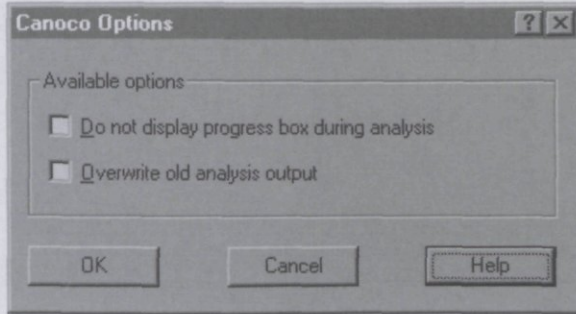 Canoco Options
Available options
Do not display progress box during analysis
Overwrite old analysis output
OK Cancel Help